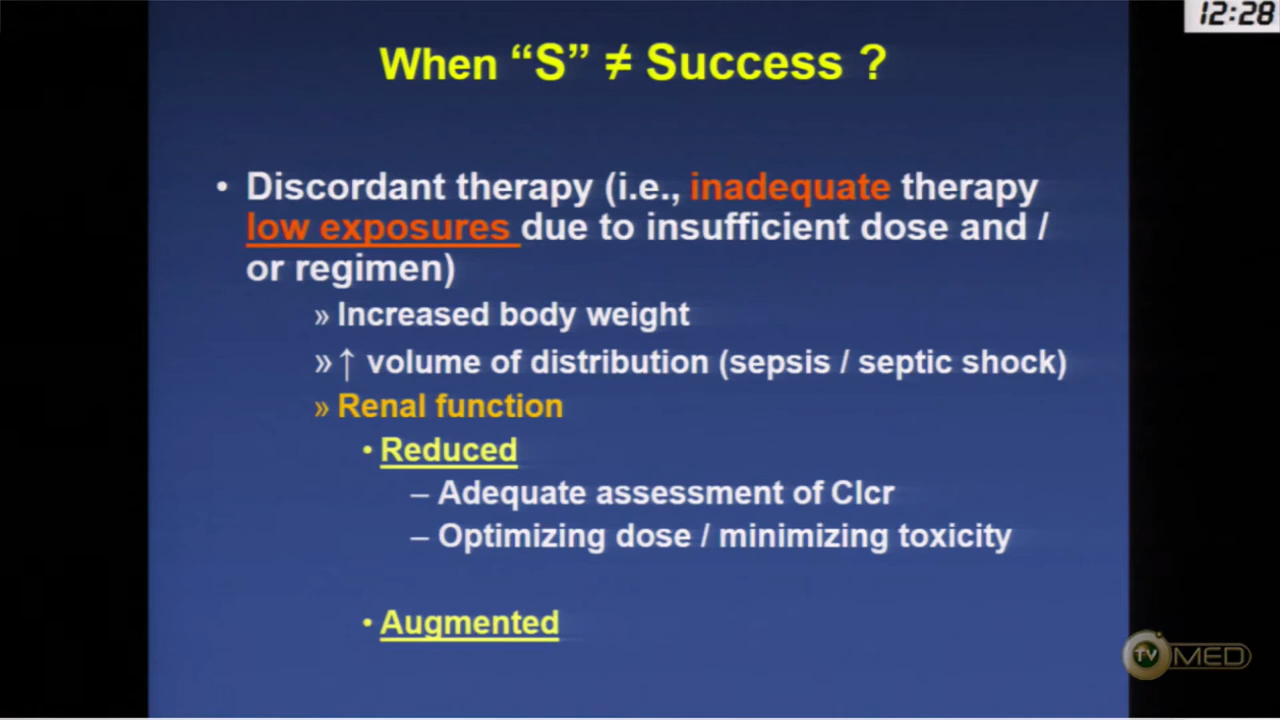 12:28
When “S” ≠ Success ?
• Discordant therapy (i.e., inadequate therapy
low exposures due to insufficient dose and /
or regimen)
» Increased body weight
» ↑ volume of distribution (sepsis / septic shock)
» Renal function
• Reduced
– Adequate assessment of Clcr
– Optimizing dose / minimizing toxicity
• Augmented
TV MED